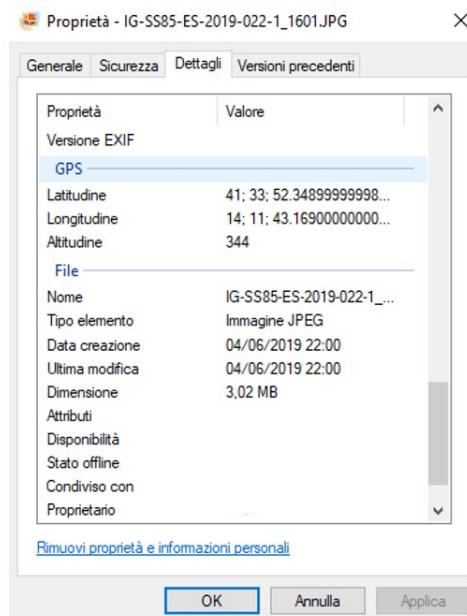 Proprietà - IG-SS85-ES-2019-022-1_1601.JPG
Generale Sicurezza Dettagli Versioni precedenti
Proprietà Valore
Versione EXIF
GPS
Latitudine 41; 33; 52.34899999998...
Longitudine 14; 11; 43.16900000000...
Altitudine 344
File
Nome IG-SS85-ES-2019-022-1_...
Tipo elemento Immagine JPEG
Data creazione 04/06/2019 22:00
Ultima modifica 04/06/2019 22:00
Dimensione 3,02 MB
Attributi
Disponibilità
Stato offline
Condiviso con
Proprietario
Rimuovi proprietà e informazioni personali
OK Annulla Applica